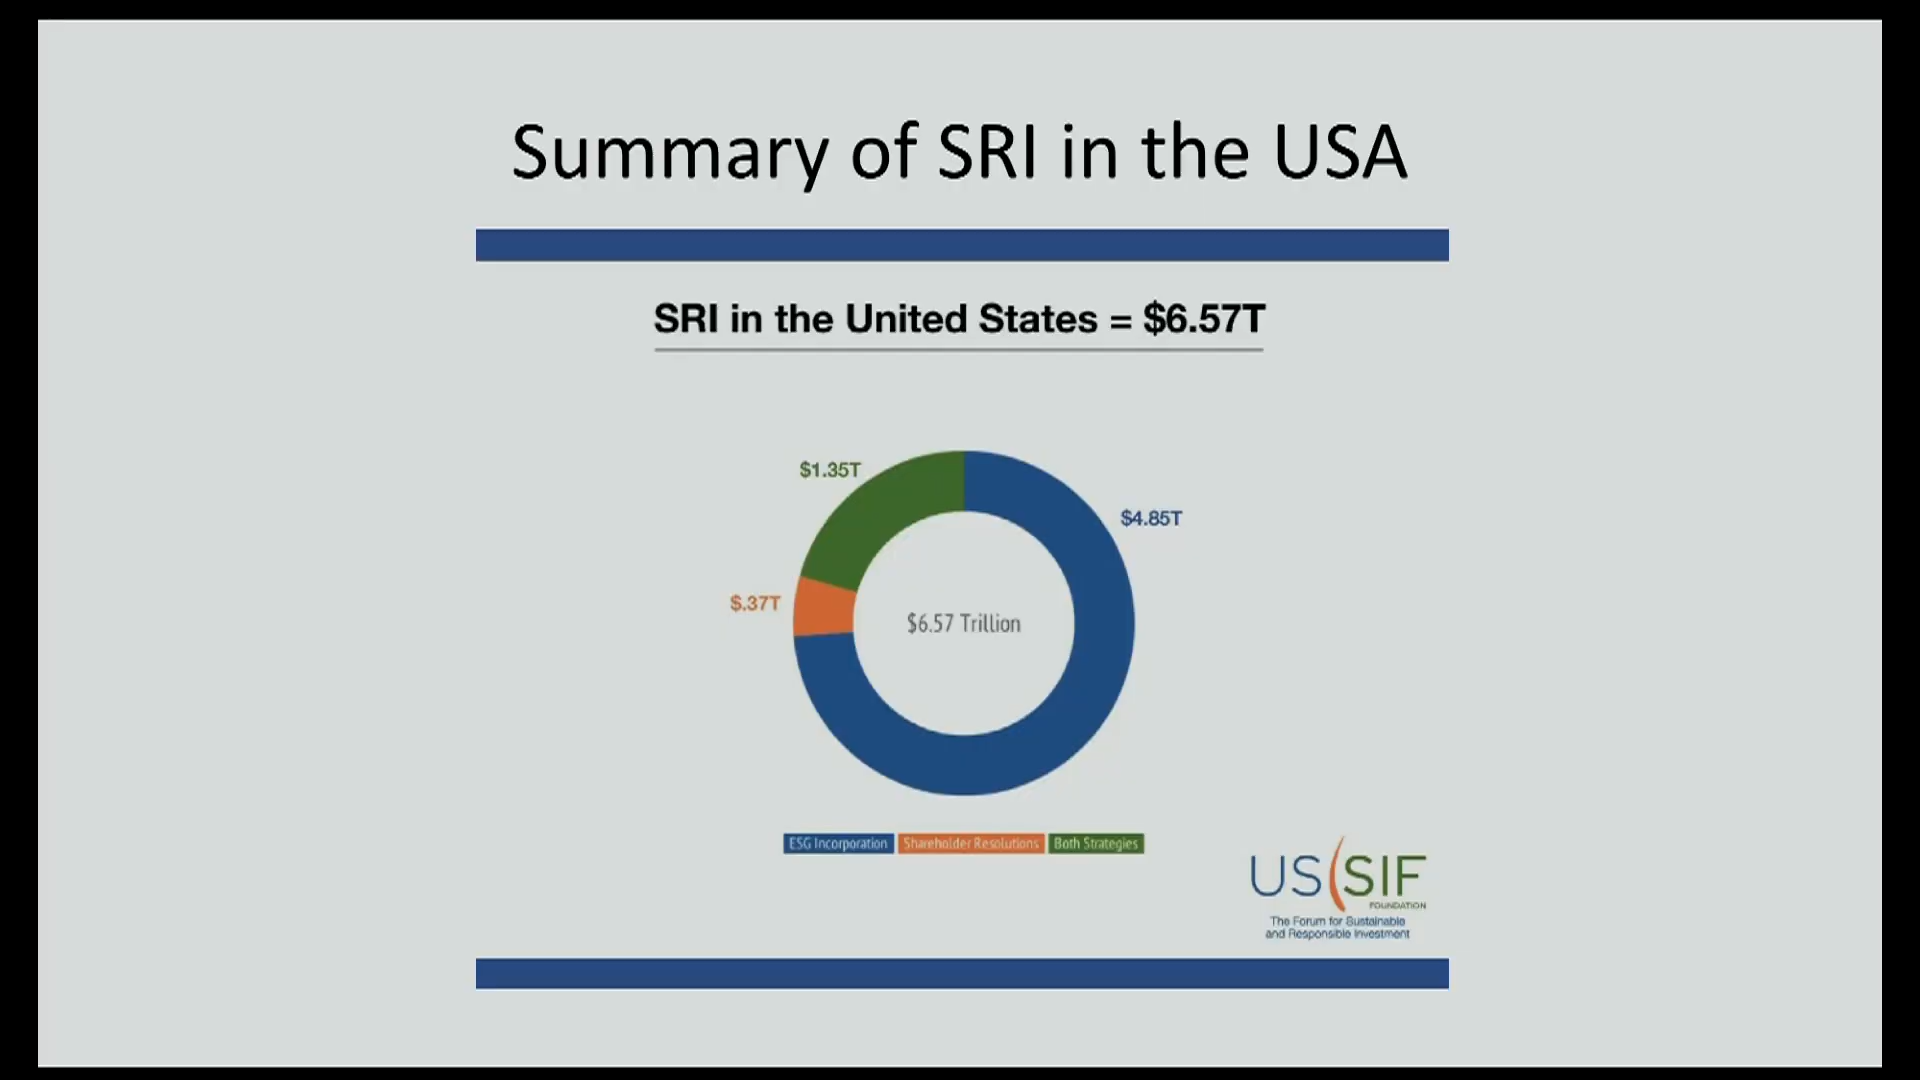 Summary of SRI in the USA
SRI in the United States = $6.57T
$1.35T
$4.85T
$.37T
$6.57 Trillion
ESG Incorporation Shareholder Resolutions Both Strategies
US SIF
FOUNDATION
The Forum for Sustainable
and Responsible Investment